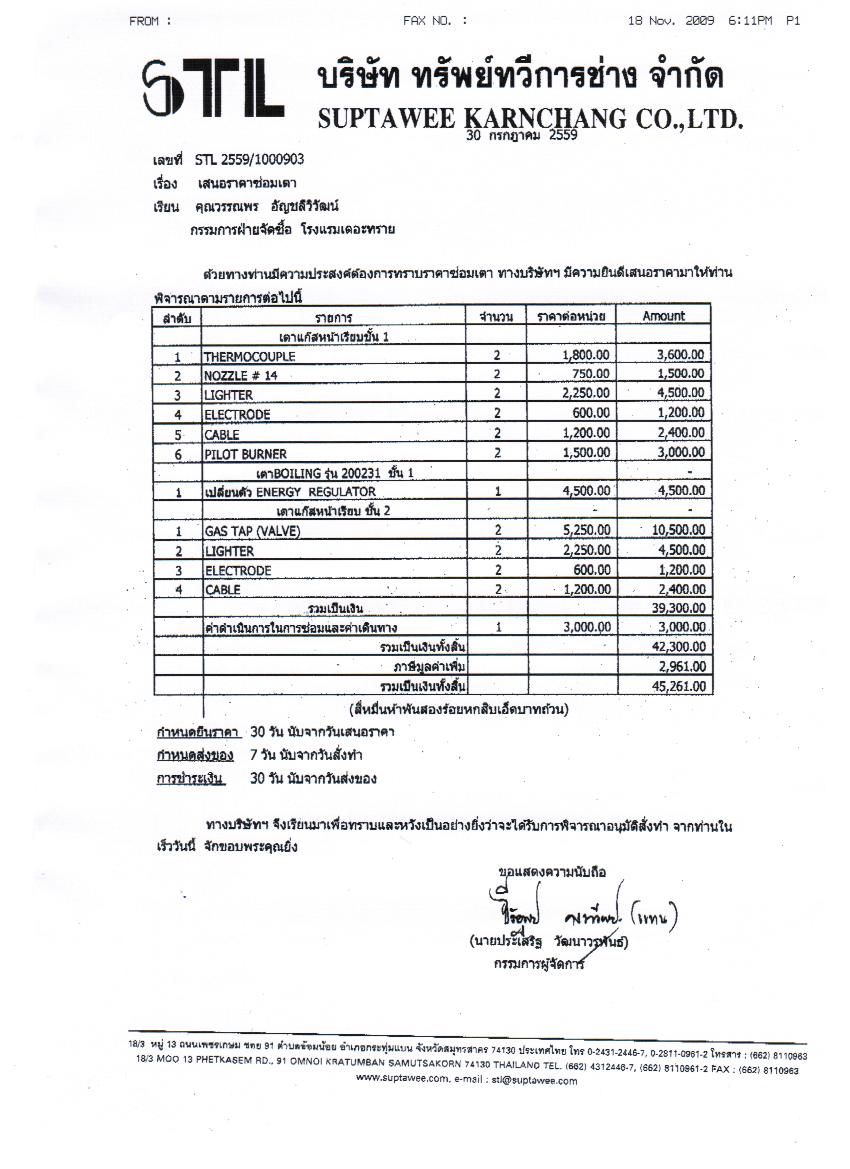 FROM : FAX NO. : 18 Nov. 2009 6:11PM P1
STL บริษัท ทรัพย์ทวีการช่าง จำกัด
SUPTAWEE KARNCHANG CO.,LTD.
30 กรกฎาคม 2559
เลขที่ STL 2559/1000903
เรื่อง เสนอราคาซ่อมเตา
เรียน คุณวรรณพร อัญชลีวิวัฒน์
กรรมการฝ่ายจัดซื้อ โรงแรมเดอะทราย
ด้วยทางท่านมีความประสงค์ต้องการทราบราคาซ่อมเตา ทางบริษัทฯ มีความยินดีเสนอราคามาให้ท่าน
พิจารณาตามรายการต่อไปนี้
ลำดับ รายการ จำนวน ราคาต่อหน่วย Amount
เตาแก๊สหน้าเรียบชั้น 1
1 THERMOCOUPLE 2 1,800.00 3,600.00
2 NOZZLE # 14 2 750.00 1,500.00
3 LIGHTER 2 2,250.00 4,500.00
4 ELECTRODE 2 600.00 1,200.00
5 CABLE 2 1,200.00 2,400.00
6 PILOT BURNER 2 1,500.00 3,000.00
เตาBOILING รุ่น 200231 ชั้น 1 -
1 เปลี่ยนตัว ENERGY REGULATOR 1 4,500.00 4,500.00
เตาแก๊สหน้าเรียบ ชั้น 2 - -
1 GAS TAP (VALVE) 2 5,250.00 10,500.00
2 LIGHTER 2 2,250.00 4,500.00
3 ELECTRODE 2 600.00 1,200.00
4 CABLE 2 1,200.00 2,400.00
รวมเป็นเงิน 39,300.00
ค่าดำเนินการในการซ่อมและค่าเดินทาง 1 3,000.00 3,000.00
รวมเป็นเงินทั้งสิ้น 42,300.00
ภาษีมูลค่าเพิ่ม 2,961.00
รวมเป็นเงินทั้งสิ้น 45,261.00
(สี่หมื่นห้าพันสองร้อยหกสิบเอ็ดบาทถ้วน)
กำหนดยืนราคา 30 วัน นับจากวันเสนอราคา
กำหนดส่งของ 7 วัน นับจากวันสั่งทำ
การชำระเงิน 30 วัน นับจากวันส่งของ
ทางบริษัทฯ จึงเรียนมาเพื่อทราบและหวังเป็นอย่างยิ่งว่าจะได้รับการพิจารณาอนุมัติสั่งทำ จากท่านใน
เร็ววันนี้ จักขอบพระคุณยิ่ง
ขอแสดงความนับถือ
(แทน)
(นายประเสริฐ วัฒนาวรพันธ์)
กรรมการผู้จัดการ
18/3 หมู่ 13 ถนนเพชรเกษม ซอย 91 ตำบลอ้อมน้อย อำเภอกระทุ่มแบน จังหวัดสมุทรสาคร 74130 ประเทศไทย โทร 0-2431-2446-7, 0-2811-0961-2 โทรสาร : (662) 8110963
18/3 MOO 13 PHETKASEM RD., 91 OMNOI KRATUMBAN SAMUTSAKORN 74130 THAILAND TEL. (662) 4312446-7, (662) 8110961-2 FAX : (662) 8110963
www.suptawee.com, e-mail : stl@suptawee.com